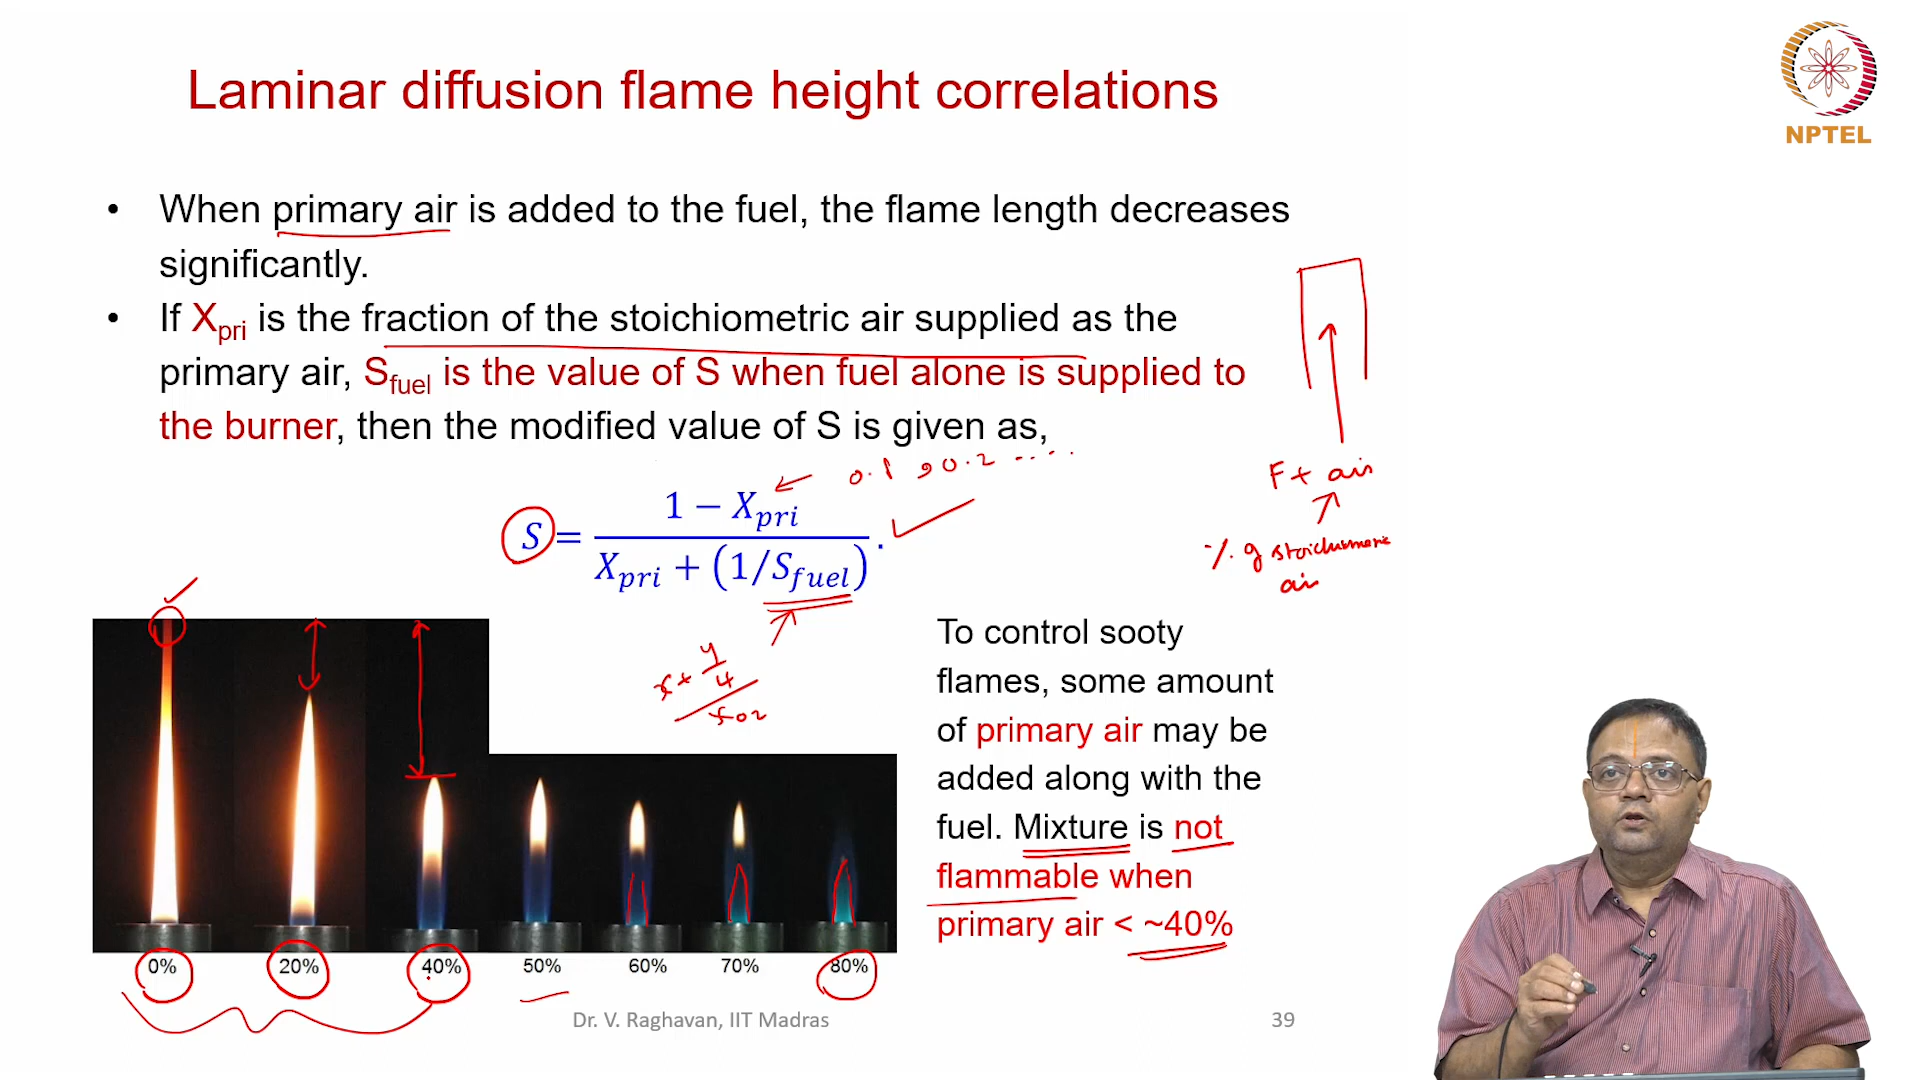 Laminar diffusion flame height correlations
NPTEL
• When primary air is added to the fuel, the flame length decreases
significantly.
• If Xpri is the fraction of the stoichiometric air supplied as the
primary air, Sfuel is the value of S when fuel alone is supplied to
the burner, then the modified value of S is given as,
0.1, 0.2 ....
S = (1 − Xpri) / (Xpri + (1/Sfuel)).
F + air
% of stoichiometric
air
x + y/4
xO2
To control sooty
flames, some amount
of primary air may be
added along with the
fuel. Mixture is not
flammable when
primary air < ~40%
0% 20% 40% 50% 60% 70% 80%
Dr. V. Raghavan, IIT Madras
39